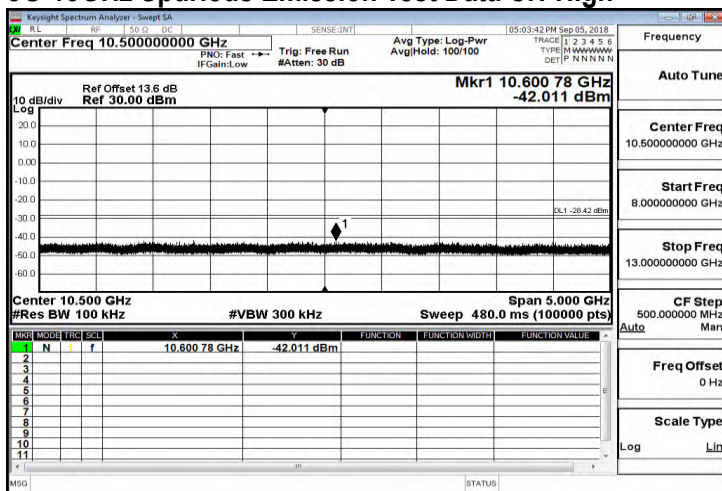 Keysight Spectrum Analyzer - Swept SA
LXI RL RF 50 Ω DC SENSE:INT 05:03:42 PM Sep 05, 2018
Center Freq 10.500000000 GHz
PNO: Fast
IFGain:Low
Trig: Free Run
#Atten: 30 dB
Avg Type: Log-Pwr
Avg|Hold: 100/100
TRACE 1 2 3 4 5 6
TYPE M WWWWW
DET P N N N N N
Ref Offset 13.6 dB
Ref 30.00 dBm
10 dB/div
Log
Mkr1 10.600 78 GHz
-42.011 dBm
20.0
10.0
0.00
-10.0
-20.0
-30.0
-40.0
-50.0
-60.0
DL1 -28.42 dBm
1
Center 10.500 GHz
Span 5.000 GHz
#Res BW 100 kHz
#VBW 300 kHz
Sweep 480.0 ms (100000 pts)
MKR MODE TRC SCL X Y FUNCTION FUNCTION WIDTH FUNCTION VALUE
1 N 1 f 10.600 78 GHz -42.011 dBm
2
3
4
5
6
7
8
9
10
11
MSG
STATUS
Frequency
Auto Tune
Center Freq
10.500000000 GHz
Start Freq
8.000000000 GHz
Stop Freq
13.000000000 GHz
CF Step
500.000000 MHz
Auto Man
Freq Offset
0 Hz
Scale Type
Log Lin